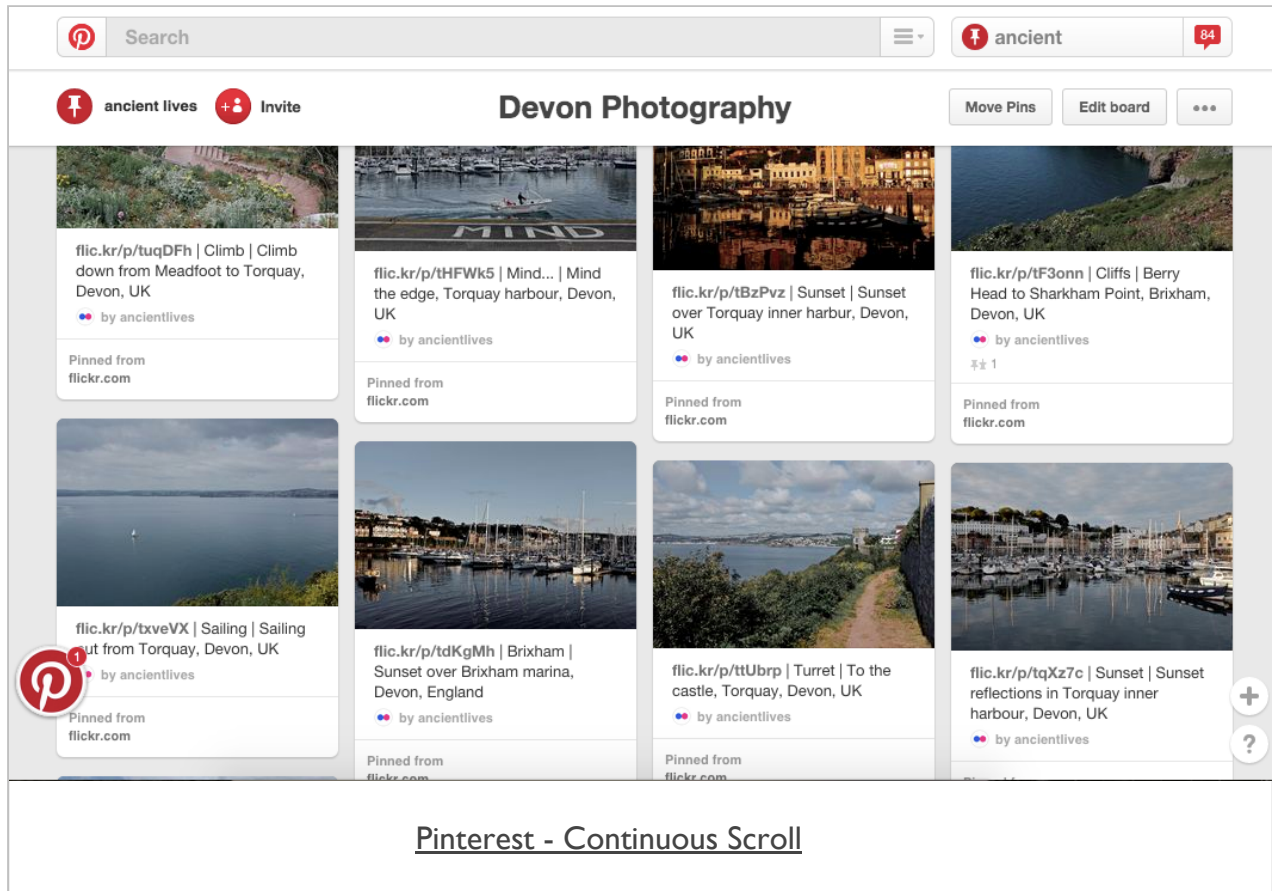 Search
ancient
84
ancient lives
Invite
Devon Photography
Move Pins
Edit board
MIND
flic.kr/p/tuqDFh | Climb | Climb
down from Meadfoot to Torquay,
Devon, UK
by ancientlives
Pinned from
flickr.com
flic.kr/p/tHFWk5 | Mind... | Mind
the edge, Torquay harbour, Devon,
UK
by ancientlives
Pinned from
flickr.com
flic.kr/p/tBzPvz | Sunset | Sunset
over Torquay inner harbur, Devon,
UK
by ancientlives
Pinned from
flickr.com
flic.kr/p/tF3onn | Cliffs | Berry
Head to Sharkham Point, Brixham,
Devon, UK
by ancientlives
1
Pinned from
flickr.com
flic.kr/p/txveVX | Sailing | Sailing
out from Torquay, Devon, UK
by ancientlives
1
Pinned from
flickr.com
flic.kr/p/tdKgMh | Brixham |
Sunset over Brixham marina,
Devon, England
by ancientlives
Pinned from
flickr.com
flic.kr/p/ttUbrp | Turret | To the
castle, Torquay, Devon, UK
by ancientlives
Pinned from
flickr.com
flic.kr/p/tqXz7c | Sunset | Sunset
reflections in Torquay inner
harbour, Devon, UK
by ancientlives
+
?
Pinterest - Continuous Scroll